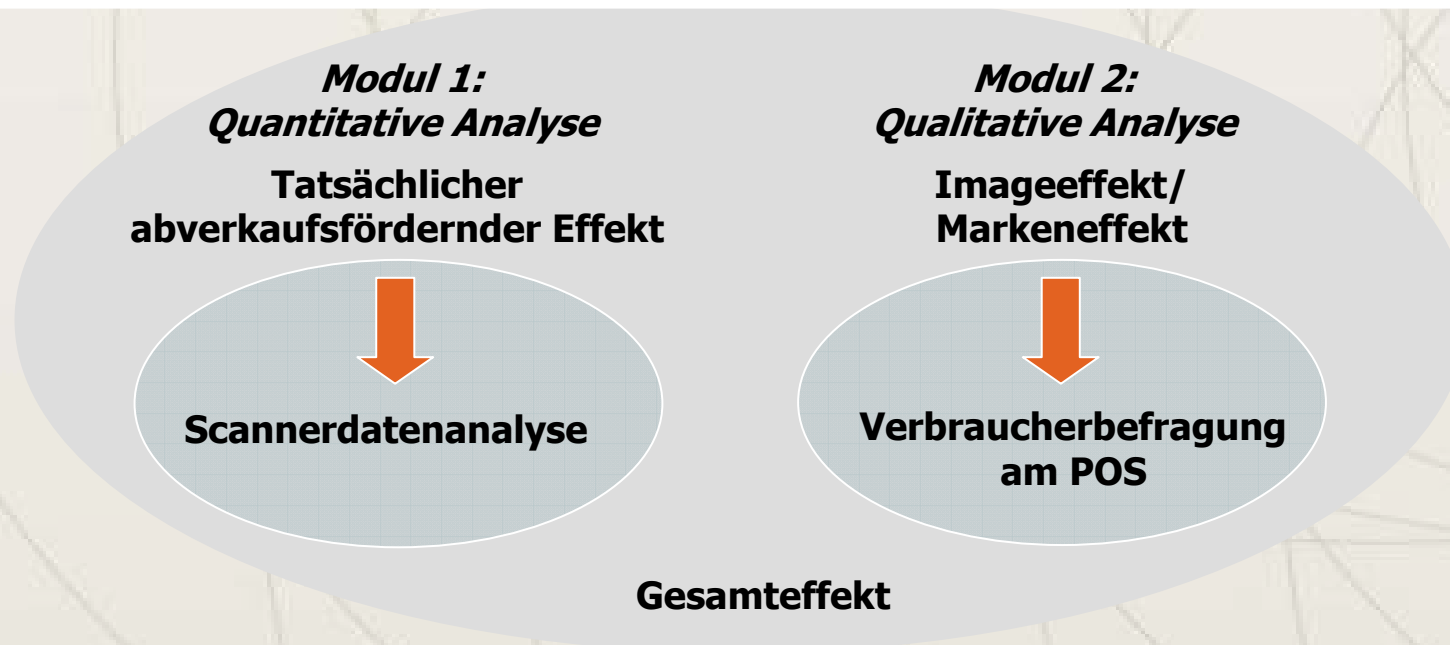 Modul 1:
Quantitative Analyse
Tatsächlicher
abverkaufsfördernder Effekt
Scannerdatenanalyse
Modul 2:
Qualitative Analyse
Imageeffekt/
Markeneffekt
Verbraucherbefragung
am POS
Gesamteffekt